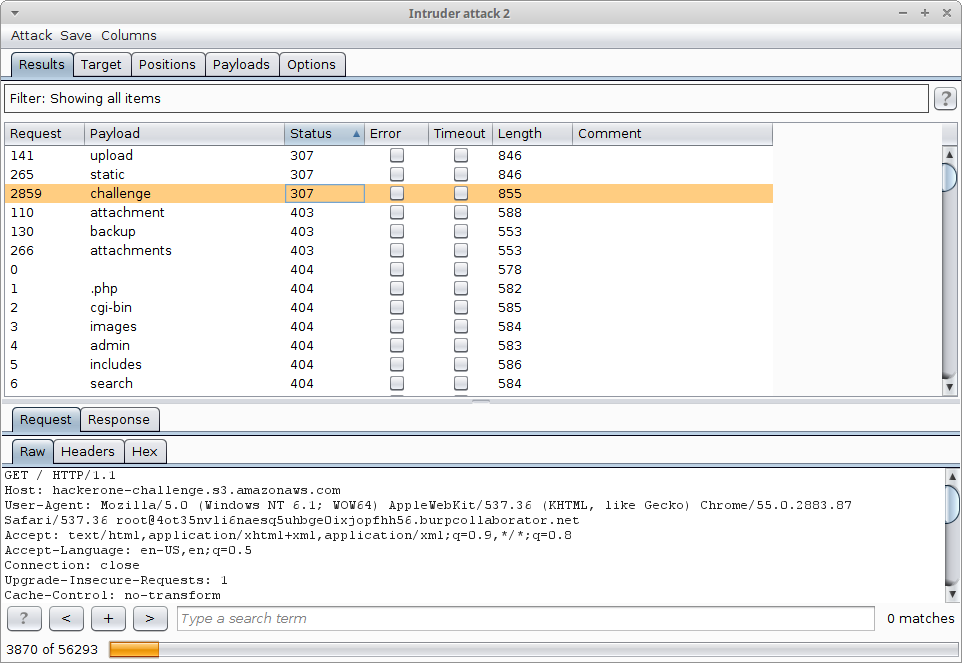 Intruder attack 2
Attack Save Columns
Results Target Positions Payloads Options
Filter: Showing all items ?
Request Payload Status Error Timeout Length Comment
141 upload 307 846
265 static 307 846
2859 challenge 307 855
110 attachment 403 588
130 backup 403 553
266 attachments 403 553
0 404 578
1 .php 404 582
2 cgi-bin 404 585
3 images 404 584
4 admin 404 583
5 includes 404 586
6 search 404 584
Request Response
Raw Headers Hex
GET / HTTP/1.1
Host: hackerone-challenge.s3.amazonaws.com
User-Agent: Mozilla/5.0 (Windows NT 6.1; WOW64) AppleWebKit/537.36 (KHTML, like Gecko) Chrome/55.0.2883.87
Safari/537.36 root@4ot35nvli6naesq5uhbge0ixjopfhh56.burpcollaborator.net
Accept: text/html,application/xhtml+xml,application/xml;q=0.9,*/*;q=0.8
Accept-Language: en-US,en;q=0.5
Connection: close
Upgrade-Insecure-Requests: 1
Cache-Control: no-transform
? < + > Type a search term 0 matches
3870 of 56293